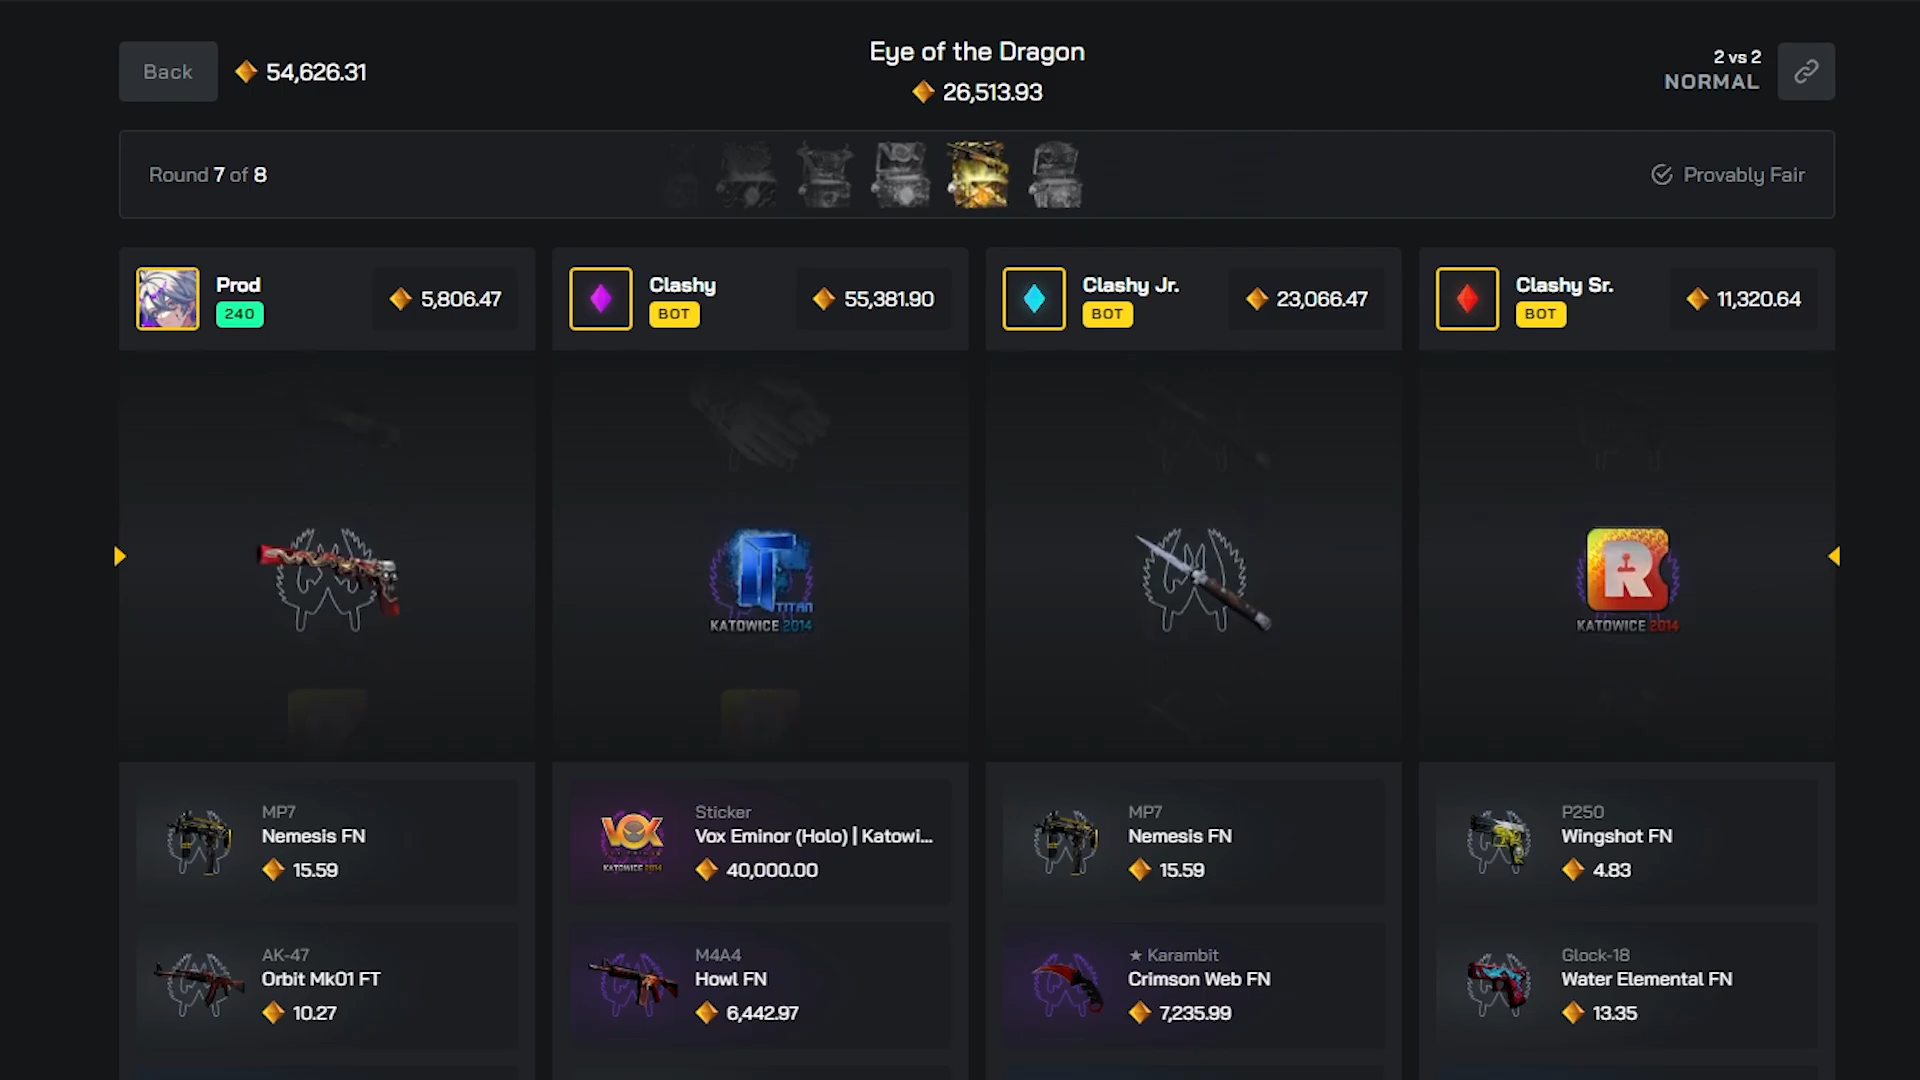 Back
54,626.31
Eye of the Dragon
26,513.93
2 vs 2
NORMAL
Round 7 of 8
Provably Fair
Prod
240
5,806.47
Clashy
BOT
55,381.90
Clashy Jr.
BOT
23,066.47
Clashy Sr.
BOT
11,320.64
TITAN
KATOWICE 2014
R
KATOWICE 2014
MP7
Nemesis FN
15.59
VOX
KATOWICE 2014
Sticker
Vox Eminor (Holo) | Katowi...
40,000.00
MP7
Nemesis FN
15.59
P250
Wingshot FN
4.83
AK-47
Orbit Mk01 FT
10.27
M4A4
Howl FN
6,442.97
★ Karambit
Crimson Web FN
7,235.99
Glock-18
Water Elemental FN
13.35